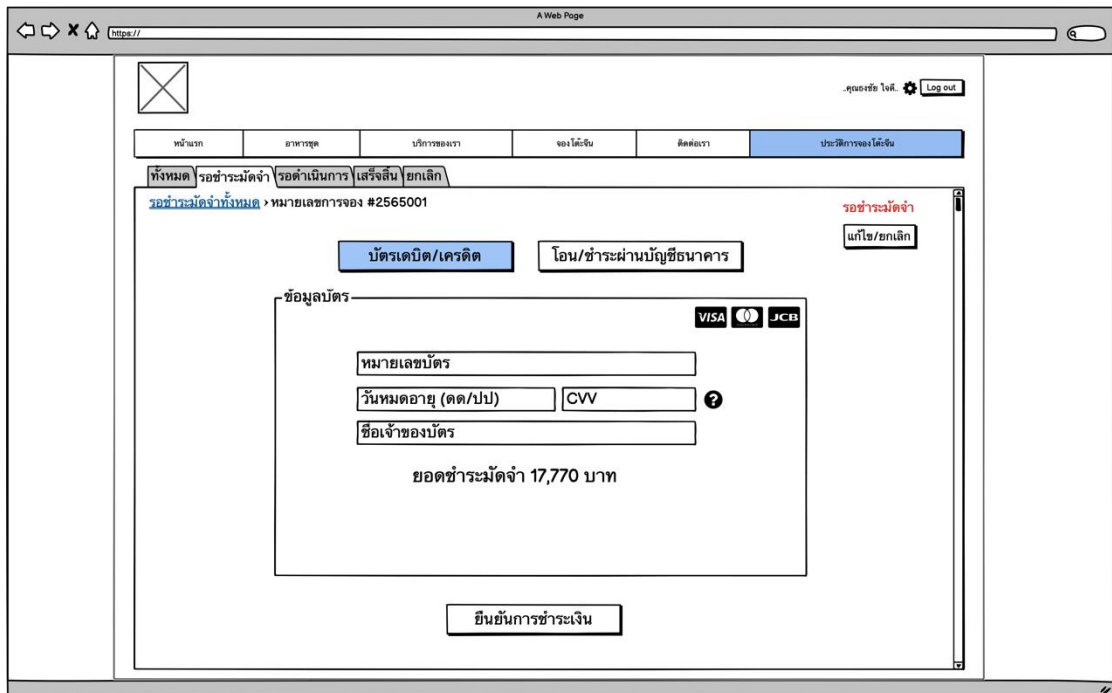 A Web Page
https://
..คุณธงชัย ใจดี.. Log out
หน้าแรก อาหารชุด บริการของเรา จองโต๊ะจีน ติดต่อเรา ประวัติการจองโต๊ะจีน
ทั้งหมด รอชำระมัดจำ รอดำเนินการ เสร็จสิ้น ยกเลิก
รอชำระมัดจำทั้งหมด > หมายเลขการจอง #2565001
รอชำระมัดจำ
แก้ไข/ยกเลิก
บัตรเดบิต/เครดิต โอน/ชำระผ่านบัญชีธนาคาร
ข้อมูลบัตร
VISA JCB
หมายเลขบัตร
วันหมดอายุ (ดด/ปป) CVV ?
ชื่อเจ้าของบัตร
ยอดชำระมัดจำ 17,770 บาท
ยืนยันการชำระเงิน